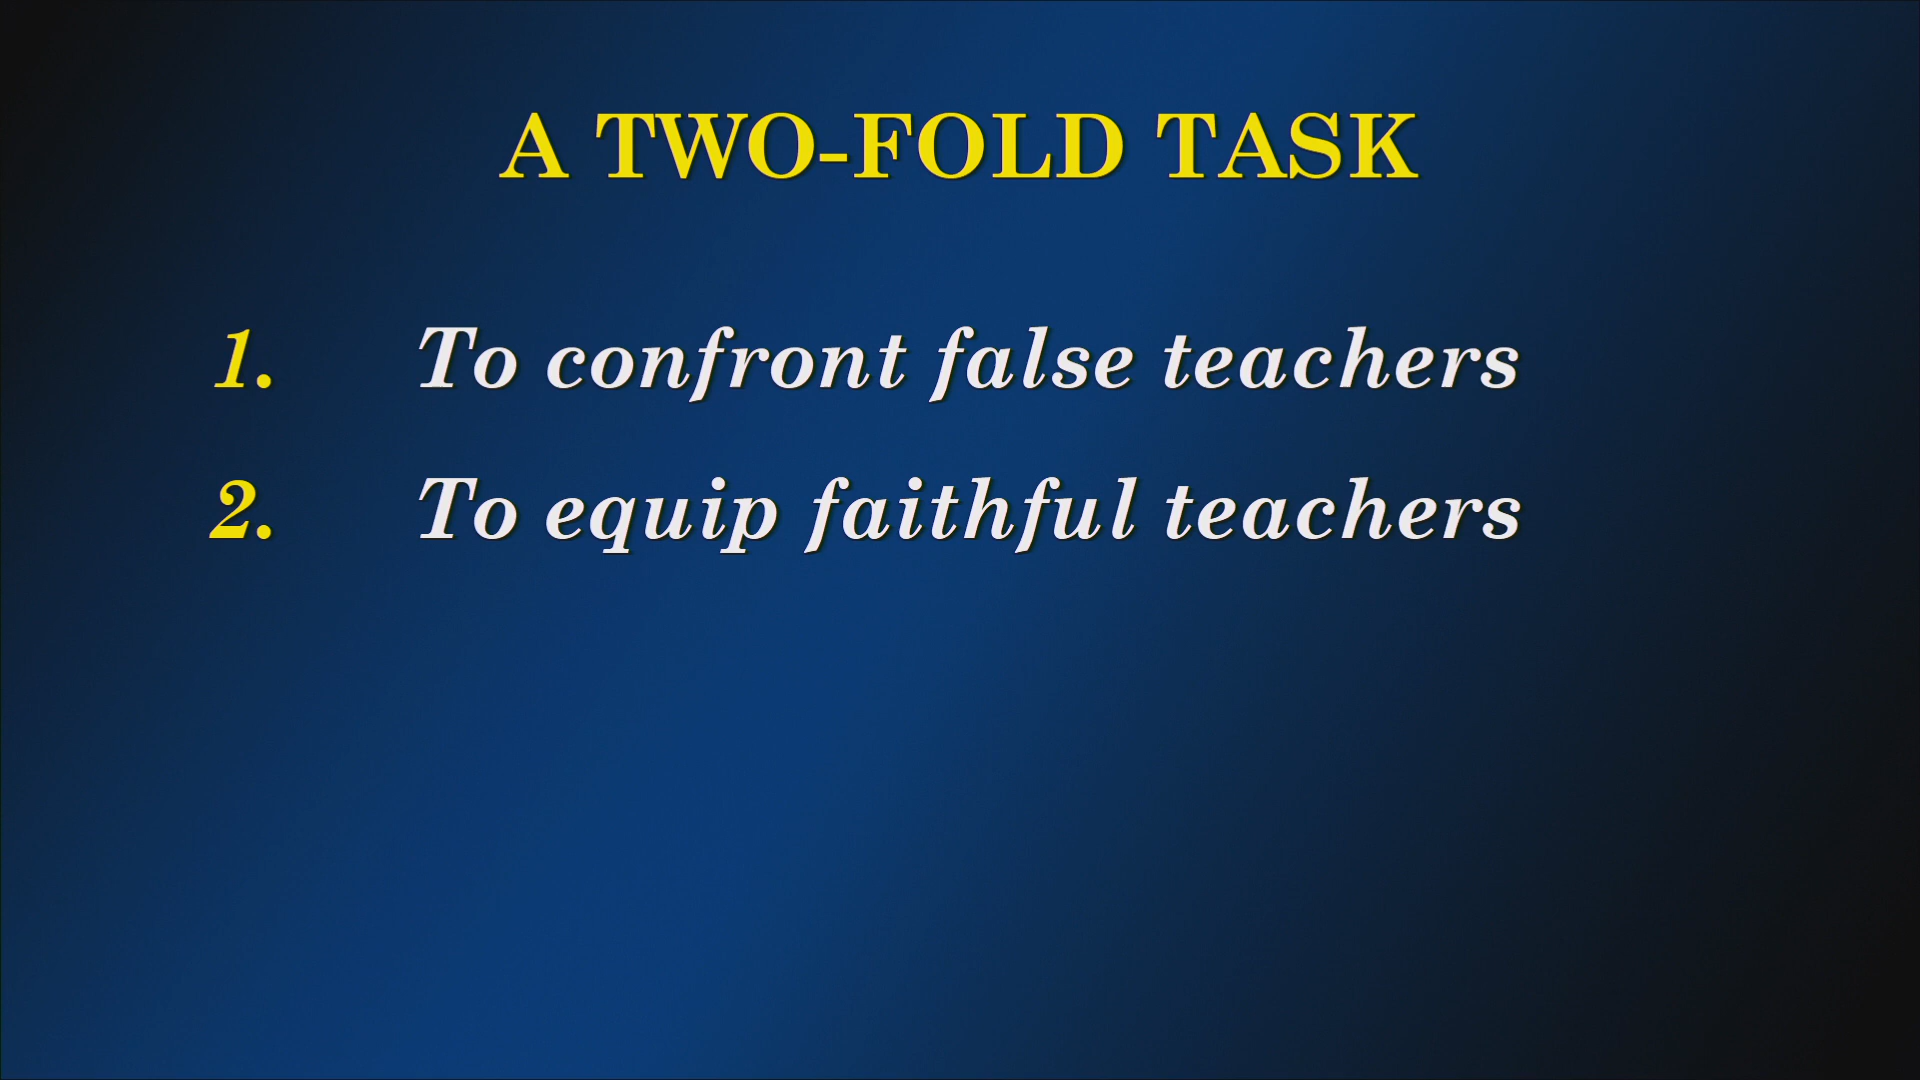 A TWO-FOLD TASK
1. To confront false teachers
2. To equip faithful teachers